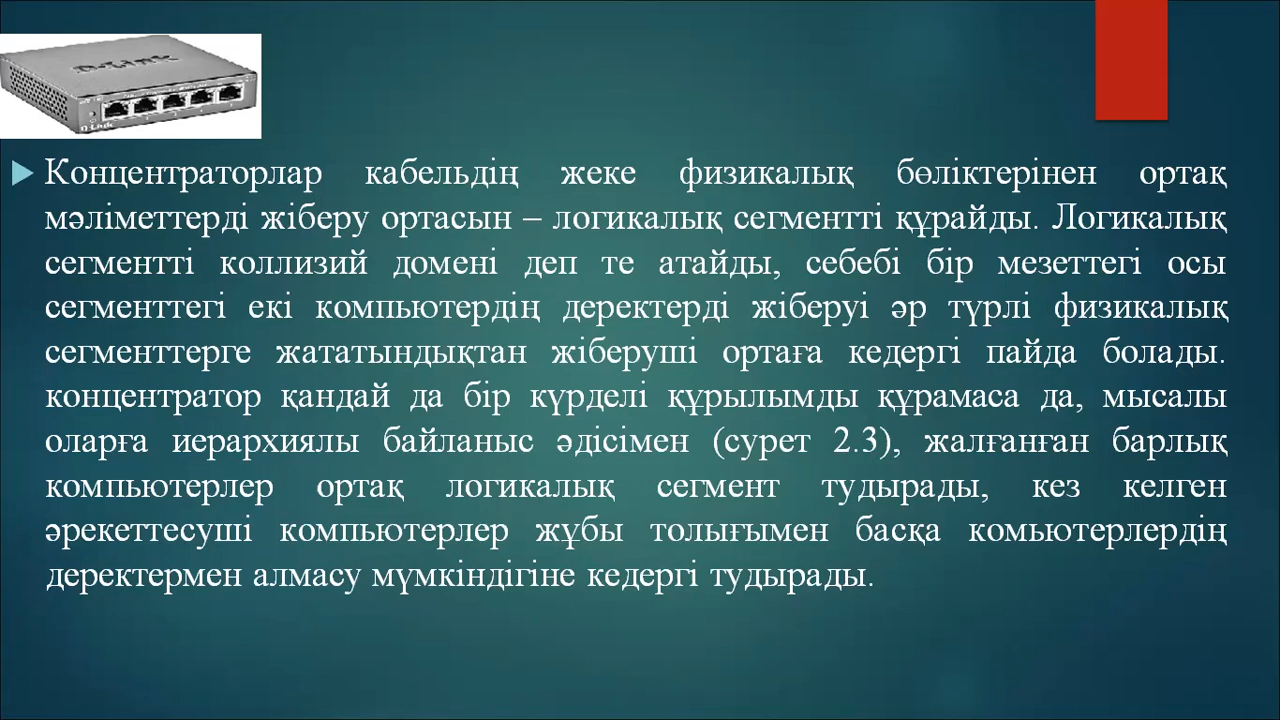 D-Link
D-Link
Концентраторлар кабельдің жеке физикалық бөліктерінен ортақ
мәліметтерді жіберу ортасын – логикалық сегментті құрайды. Логикалық
сегментті коллизий домені деп те атайды, себебі бір мезеттегі осы
сегменттегі екі компьютердің деректерді жіберуі әр түрлі физикалық
сегменттерге жататындықтан жіберуші ортаға кедергі пайда болады.
концентратор қандай да бір күрделі құрылымды құрамаса да, мысалы
оларға иерархиялы байланыс әдісімен (сурет 2.3), жалғанған барлық
компьютерлер ортақ логикалық сегмент тудырады, кез келген
әрекеттесуші компьютерлер жұбы толығымен басқа комьютерлердің
деректермен алмасу мүмкіндігіне кедергі тудырады.